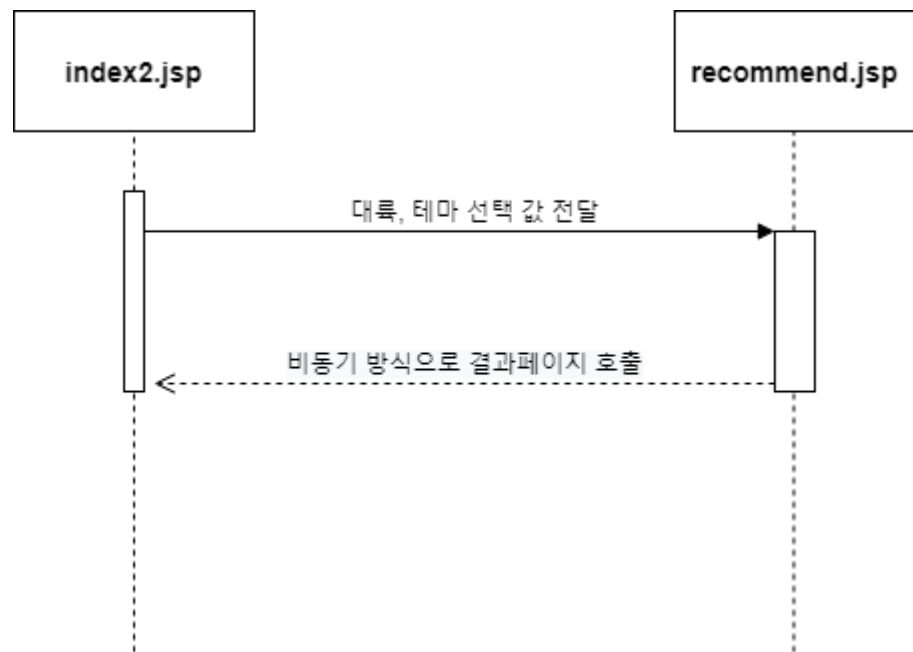 index2.jsp
recommend.jsp
대륙, 테마 선택 값 전달
비동기 방식으로 결과페이지 호출